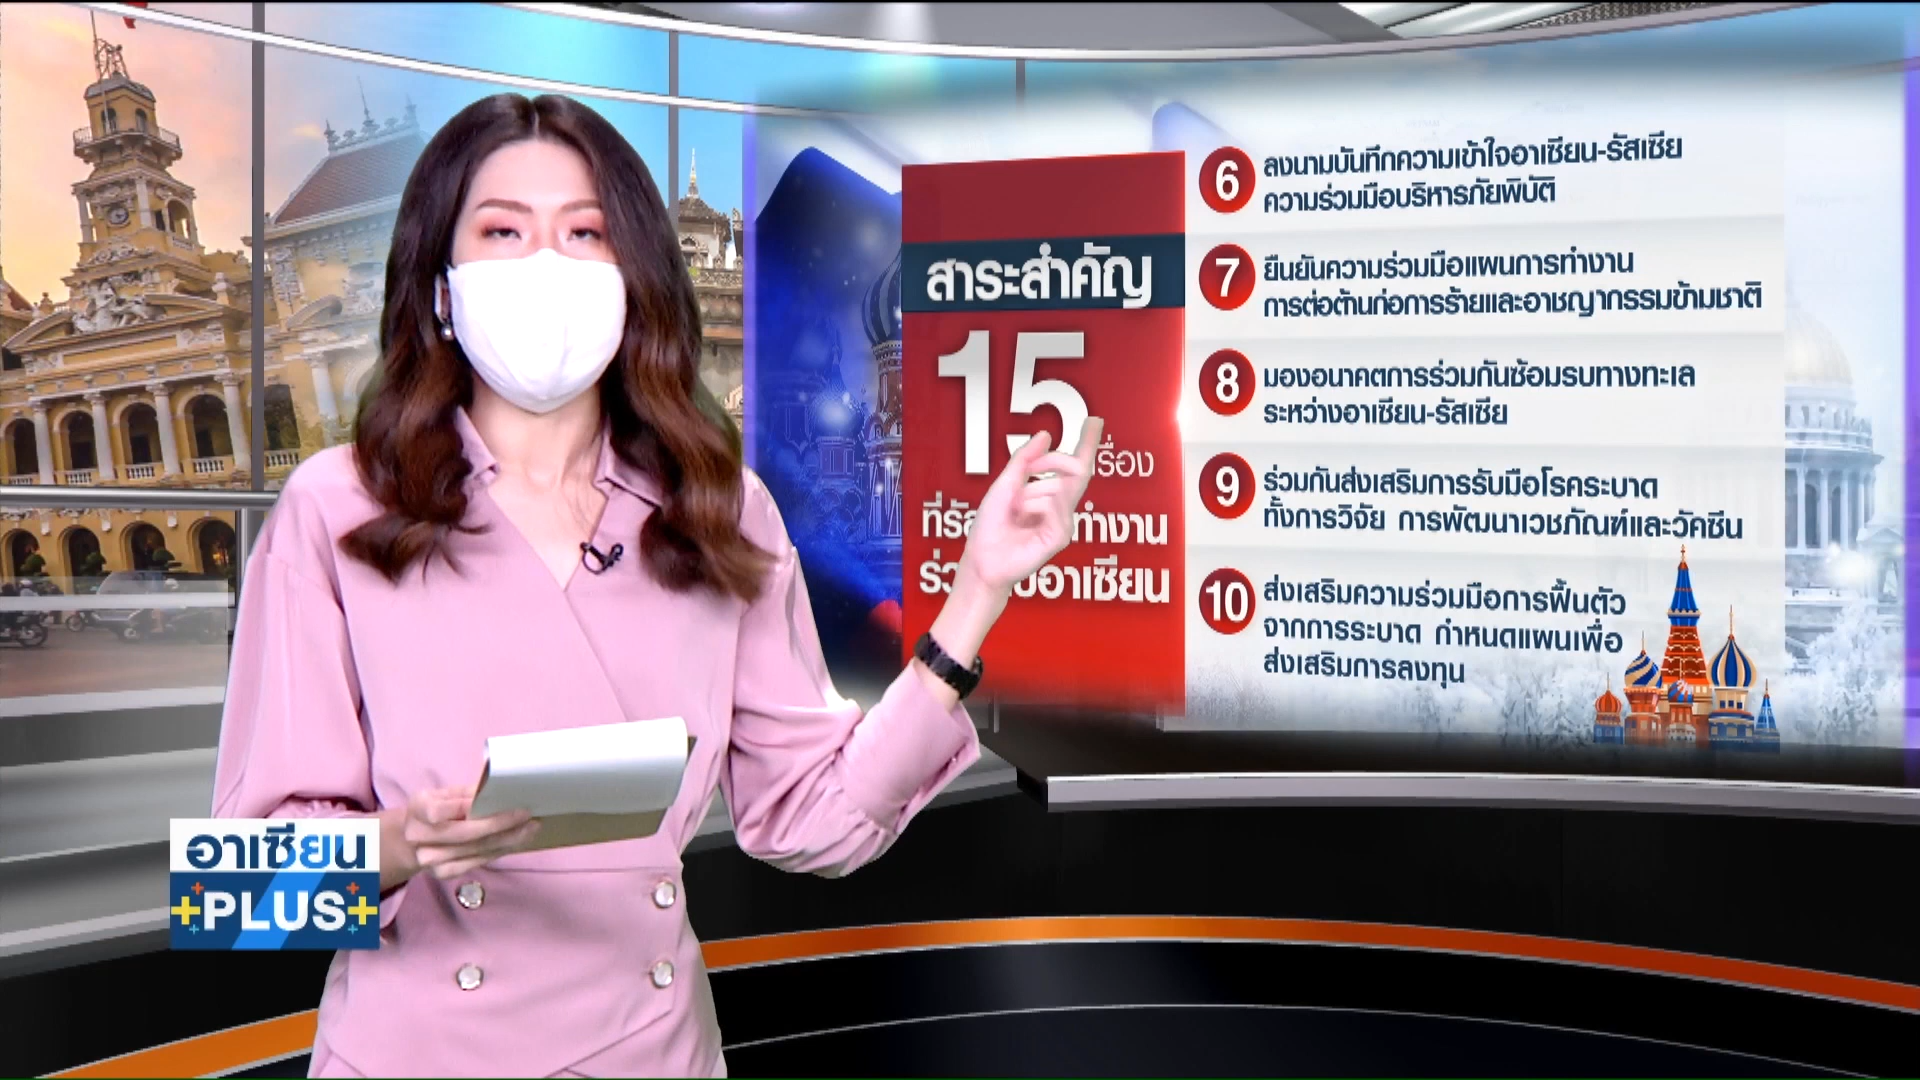 สาระสำคัญ
15
ทำงาน
อาเซียน
6 ลงนามบันทึกความเข้าใจอาเซียน-รัสเซีย
ความร่วมมือบริหารภัยพิบัติ
7 ยืนยันความร่วมมือแผนการทำงาน
การต่อต้านก่อการร้ายและอาชญากรรมข้ามชาติ
8 มองอนาคตการร่วมกันซ้อมรบทางทะเล
ระหว่างอาเซียน-รัสเซีย
9 ร่วมกันส่งเสริมการรับมือโรคระบาด
ทั้งการวิจัย การพัฒนาเวชภัณฑ์และวัคซีน
10 ส่งเสริมความร่วมมือการฟื้นตัว
จากการระบาด กำหนดแผนเพื่อ
ส่งเสริมการลงทุน
อาเซียน
+PLUS+